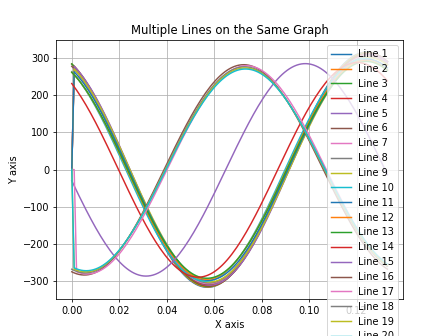 Multiple Lines on the Same Graph
Y axis
300
200
100
0
−100
−200
−300
0.00
0.02
0.04
0.06
0.08
0.10
X axis
Line 1
Line 2
Line 3
Line 4
Line 5
Line 6
Line 7
Line 8
Line 9
Line 10
Line 11
Line 12
Line 13
Line 14
Line 15
Line 16
Line 17
Line 18
Line 19
Line 20